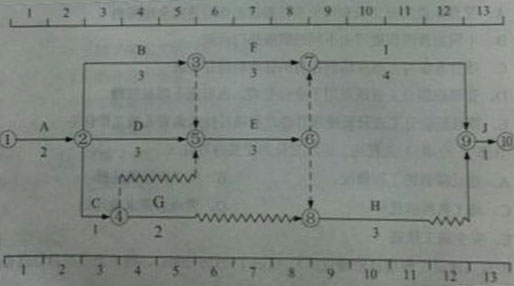 1 2 3 4 5 6 7 8 9 10 11 12 13
B ③ F ⑦ I
3 3 4
① A ② D ⑤ E ⑥ ⑨ J ⑩
2 3 3 1
C ④ G ⑧ H
1 2 3
1 2 3 4 5 6 7 8 9 10 11 12 13